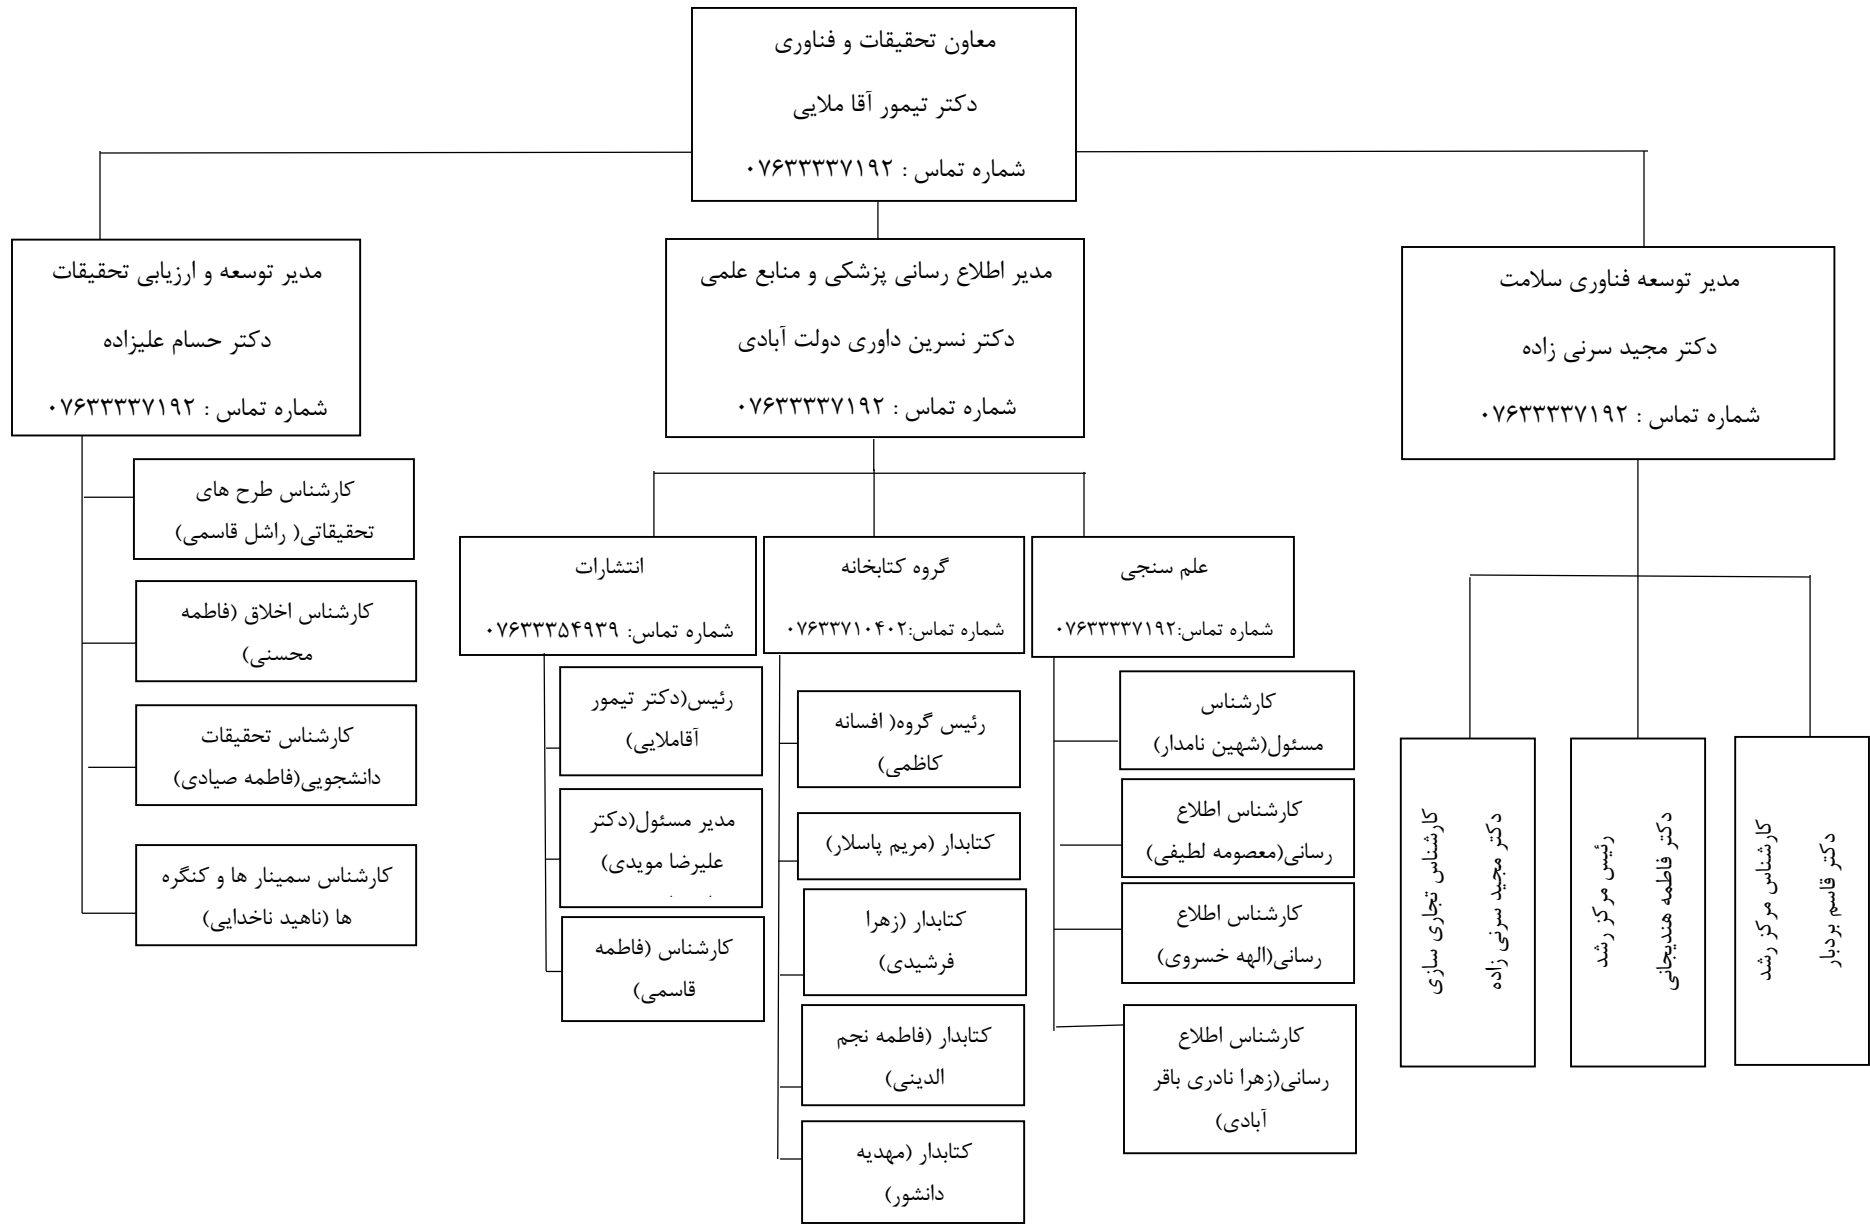 معاون تحقیقات و فناوری
دکتر تیمور آقا ملایی
شماره تماس : ۰۷۶۳۳۳۳۷۱۹۲
مدیر توسعه فناوری سلامت
دکتر مجید سرنی زاده
شماره تماس : ۰۷۶۳۳۳۳۷۱۹۲
مدیر اطلاع رسانی پزشکی و منابع علمی
دکتر نسرین داوری دولت آبادی
شماره تماس : ۰۷۶۳۳۳۳۷۱۹۲
مدیر توسعه و ارزیابی تحقیقات
دکتر حسام علیزاده
شماره تماس : ۰۷۶۳۳۳۳۷۱۹۲
کارشناس مرکز رشد
دکتر قاسم بردبار
رئیس مرکز رشد
دکتر فاطمه هندیجانی
کارشناس تجاری سازی
دکتر مجید سرنی زاده
علم سنجی
شماره تماس:۰۷۶۳۳۳۳۷۱۹۲
کارشناس
مسئول(شهین نامدار)
کارشناس اطلاع
رسانی(معصومه لطیفی)
کارشناس اطلاع
رسانی(الهه خسروی)
کارشناس اطلاع
رسانی(زهرا نادری باقر
آبادی)
گروه کتابخانه
شماره تماس:۰۷۶۳۳۷۱۰۴۰۲
رئیس گروه( افسانه
کاظمی)
کتابدار (مریم پاسلار)
کتابدار (زهرا
فرشیدی)
کتابدار (فاطمه نجم
الدینی)
کتابدار (مهدیه
دانشور)
انتشارات
شماره تماس: ۰۷۶۳۳۳۵۴۹۳۹
رئیس(دکتر تیمور
آقاملایی)
مدیر مسئول(دکتر
علیرضا مویدی)
کارشناس (فاطمه
قاسمی)
کارشناس طرح های
تحقیقاتی( راشل قاسمی)
کارشناس اخلاق (فاطمه
محسنی)
کارشناس تحقیقات
دانشجویی(فاطمه صیادی)
کارشناس سمینار ها و کنگره
ها (ناهید ناخدایی)